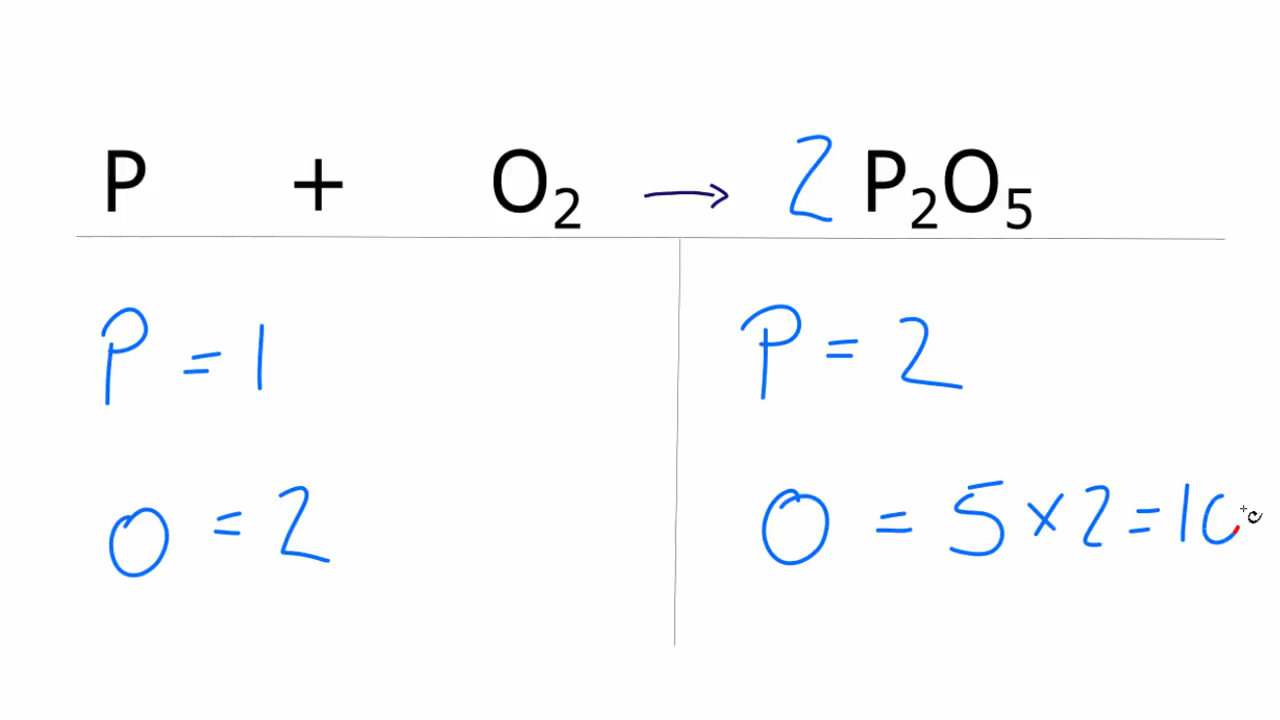 P + O₂ → 2 P₂O₅
P = 1
P = 2
O = 2
O = 5 × 2 = 10